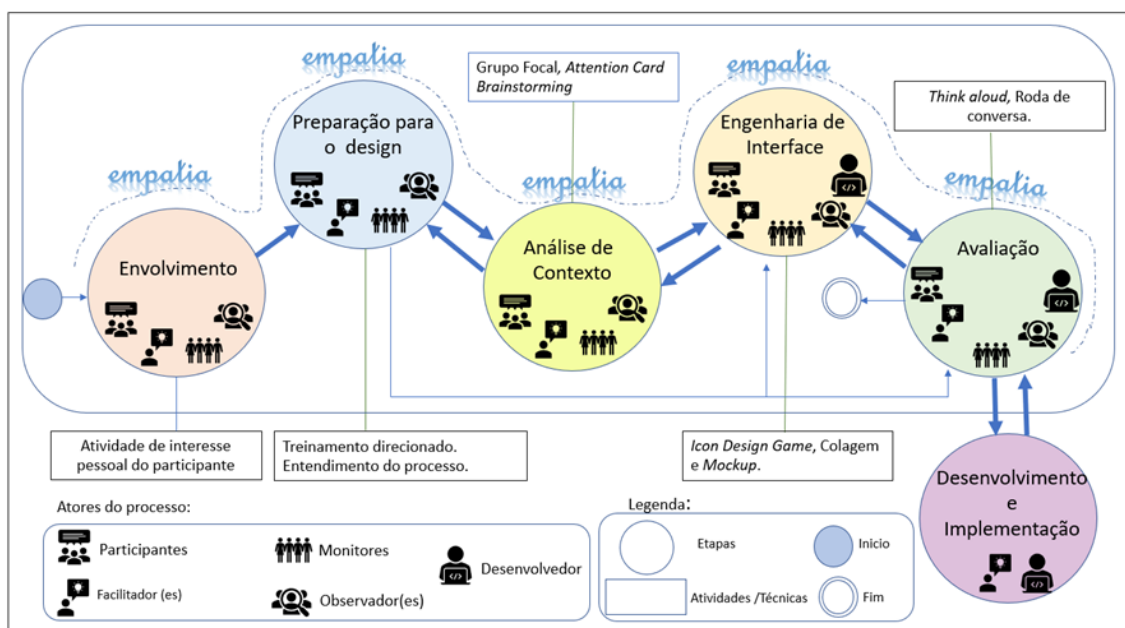 empatia
empatia
empatia
empatia
empatia
Grupo Focal, Attention Card
Brainstorming
Think aloud, Roda de
conversa.
Preparação para
o design
Engenharia de
Interface
Envolvimento
Análise de
Contexto
Avaliação
Atividade de interesse
pessoal do participante
Treinamento direcionado.
Entendimento do processo.
Icon Design Game, Colagem
e Mockup.
Desenvolvimento
e
Implementação
Atores do processo:
Participantes
Monitores
Desenvolvedor
Facilitador (es)
Observador(es)
Legenda:
Etapas
Inicio
Atividades /Técnicas
Fim